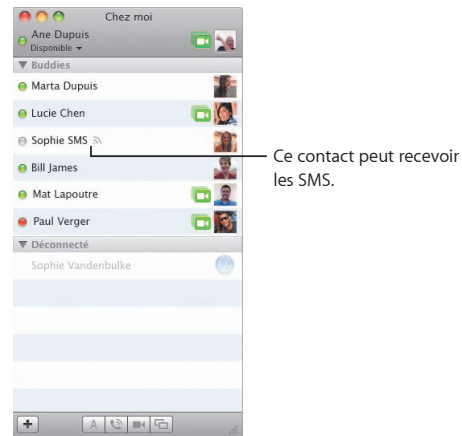 Chez moi
Ane Dupuis
Disponible
Buddies
Marta Dupuis
Lucie Chen
Sophie SMS
Bill James
Mat Lapoutre
Paul Verger
Déconnecté
Sophie Vandenbulke
A
Ce contact peut recevoir
les SMS.